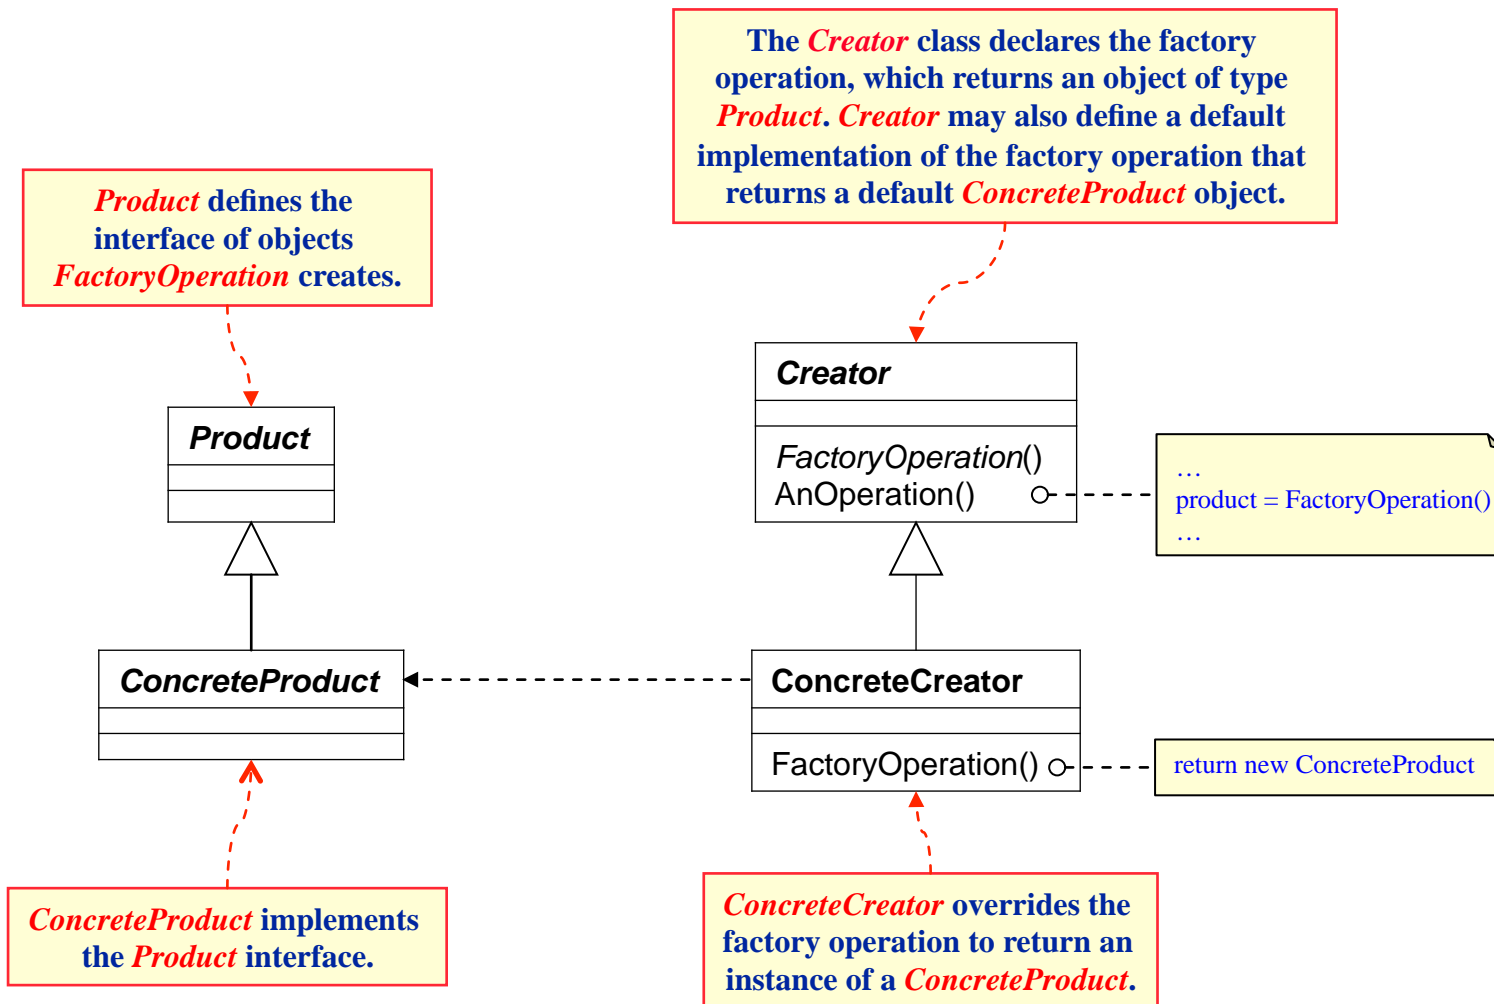 The Creator class declares the factory
operation, which returns an object of type
Product. Creator may also define a default
implementation of the factory operation that
returns a default ConcreteProduct object.
Product defines the
interface of objects
FactoryOperation creates.
Creator
FactoryOperation()
AnOperation()
…
product = FactoryOperation()
…
Product
ConcreteProduct
ConcreteCreator
FactoryOperation()
return new ConcreteProduct
ConcreteProduct implements
the Product interface.
ConcreteCreator overrides the
factory operation to return an
instance of a ConcreteProduct.